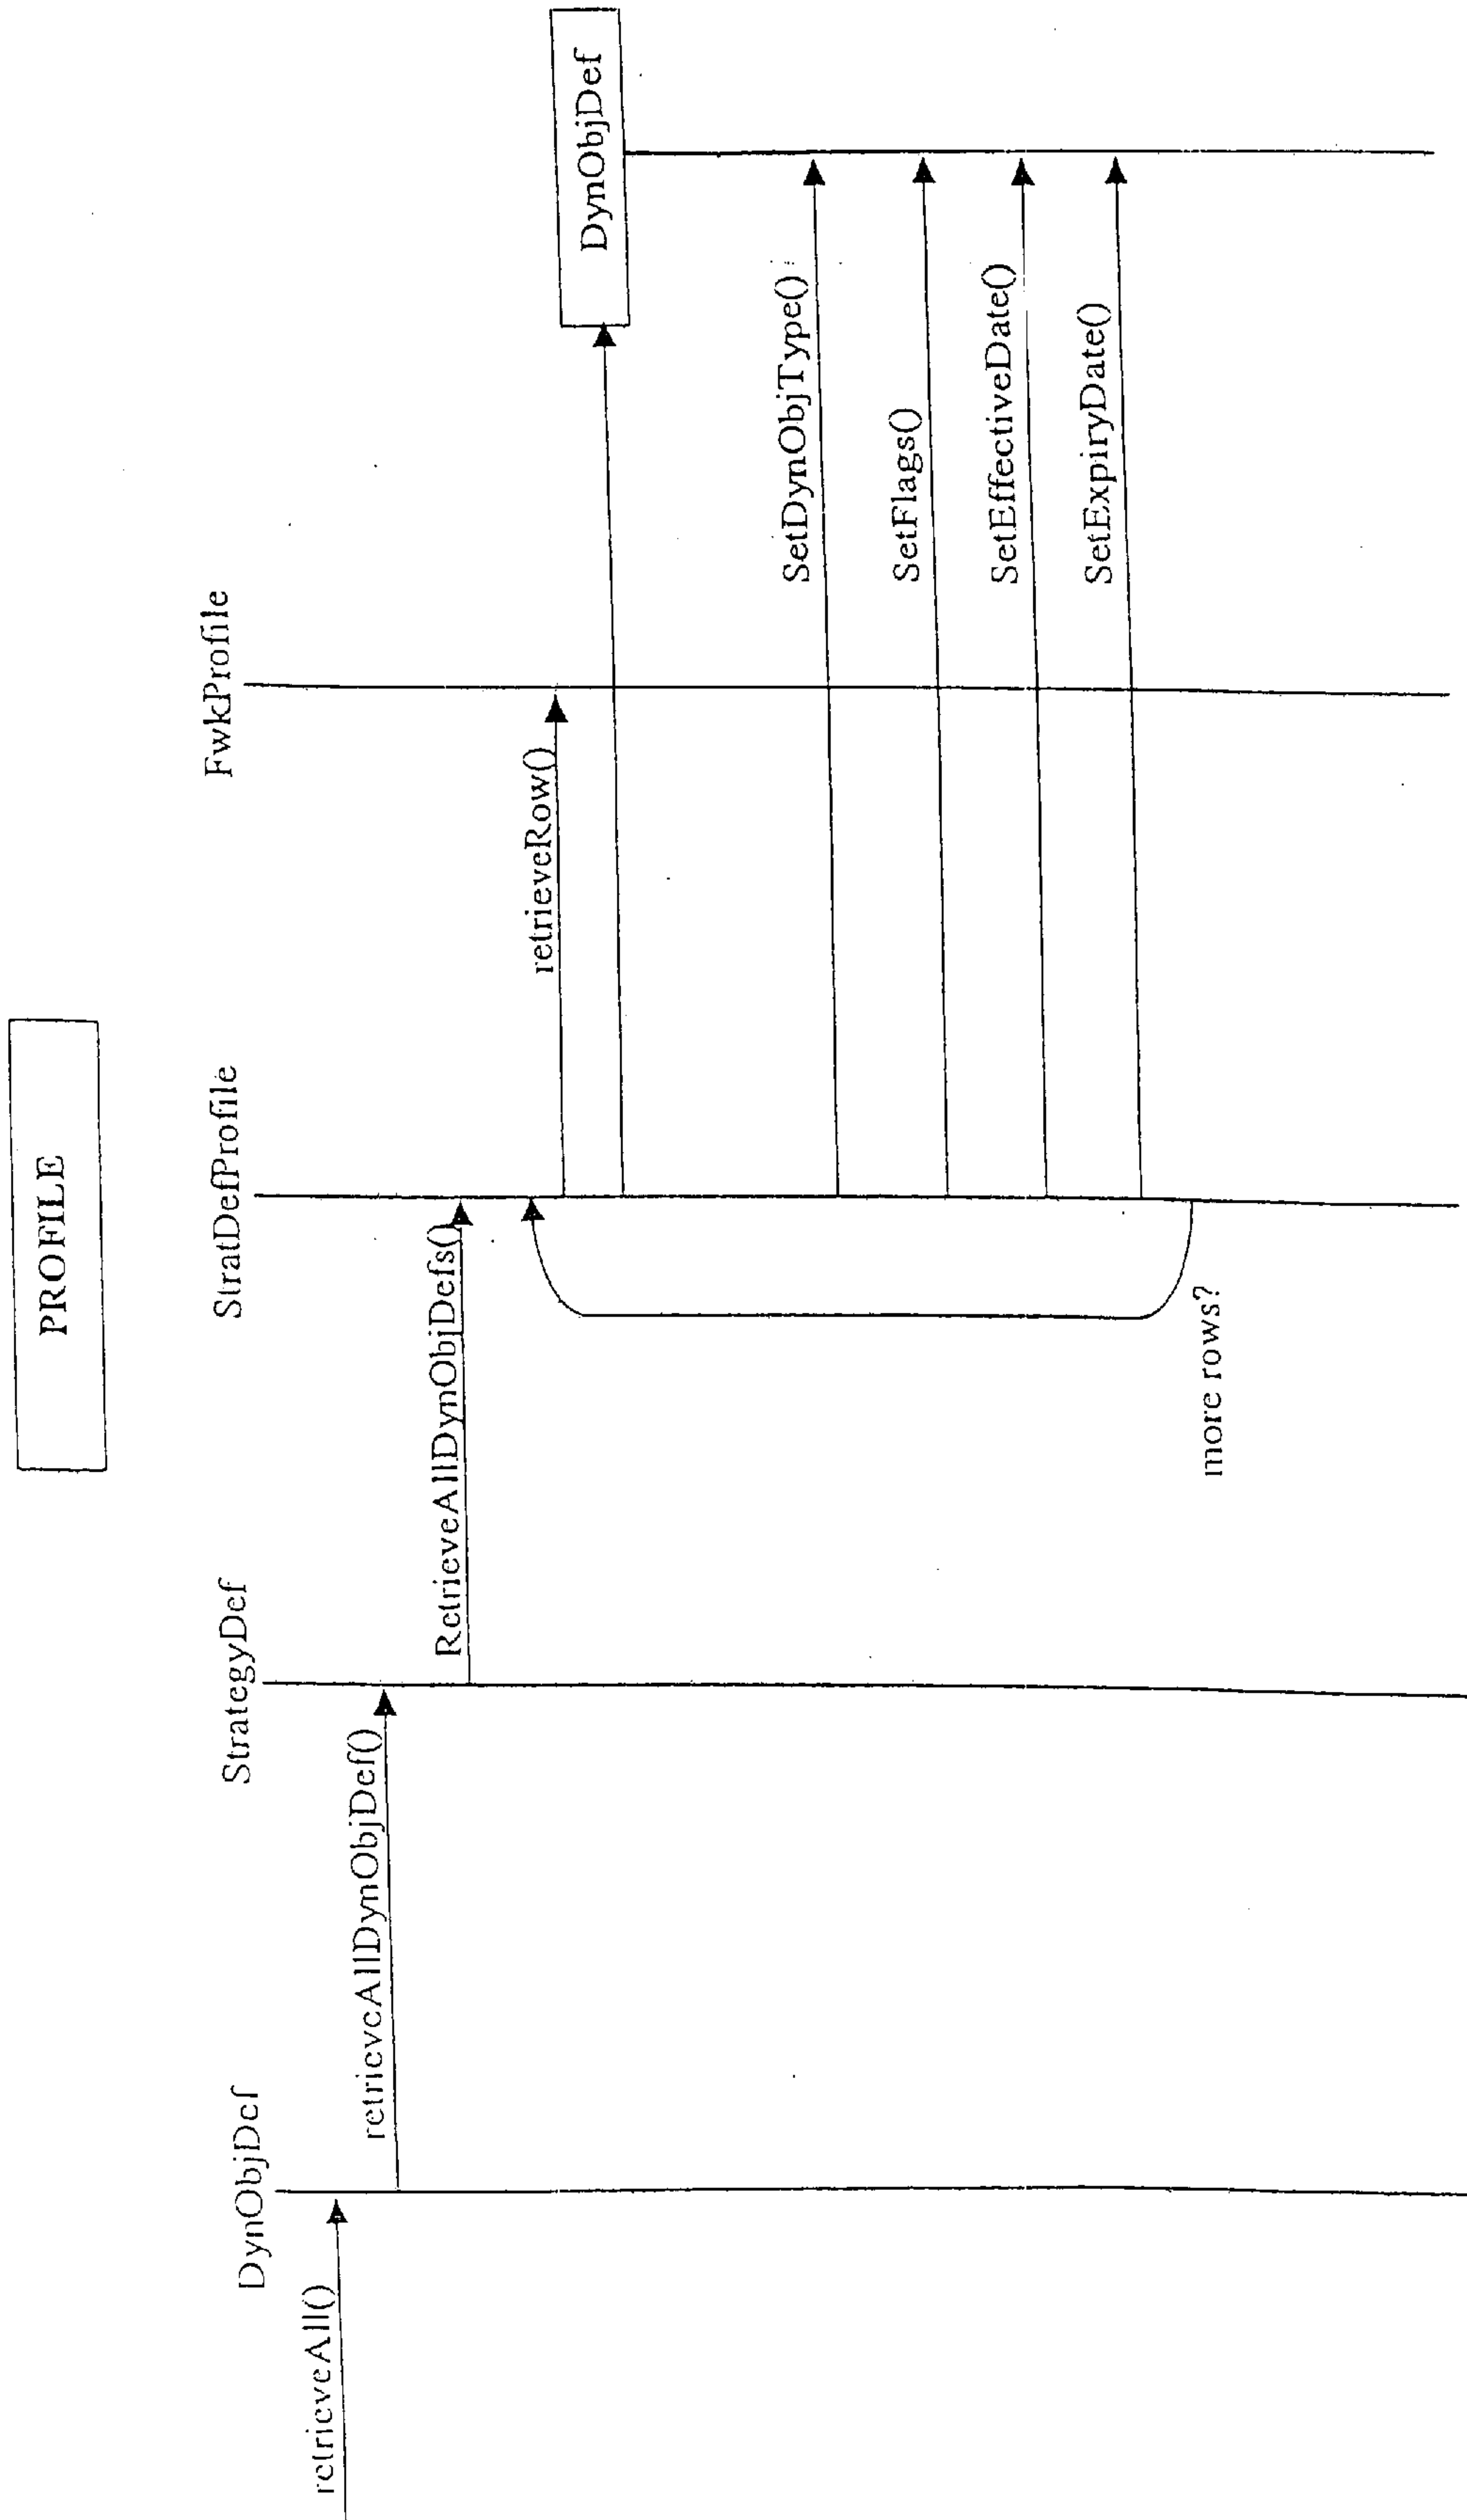 PROFILE
DynObjDef
StrategyDef
StratDefProfile
FwkProfile
retrieveAll()
retrieveAllDynObjDef()
RetrieveAllDynObjDefs()
retrieveRow()
DynObjDef
SetDynObjType()
SetFlags()
SetEffectiveDate()
SetExpiryDate()
more rows?